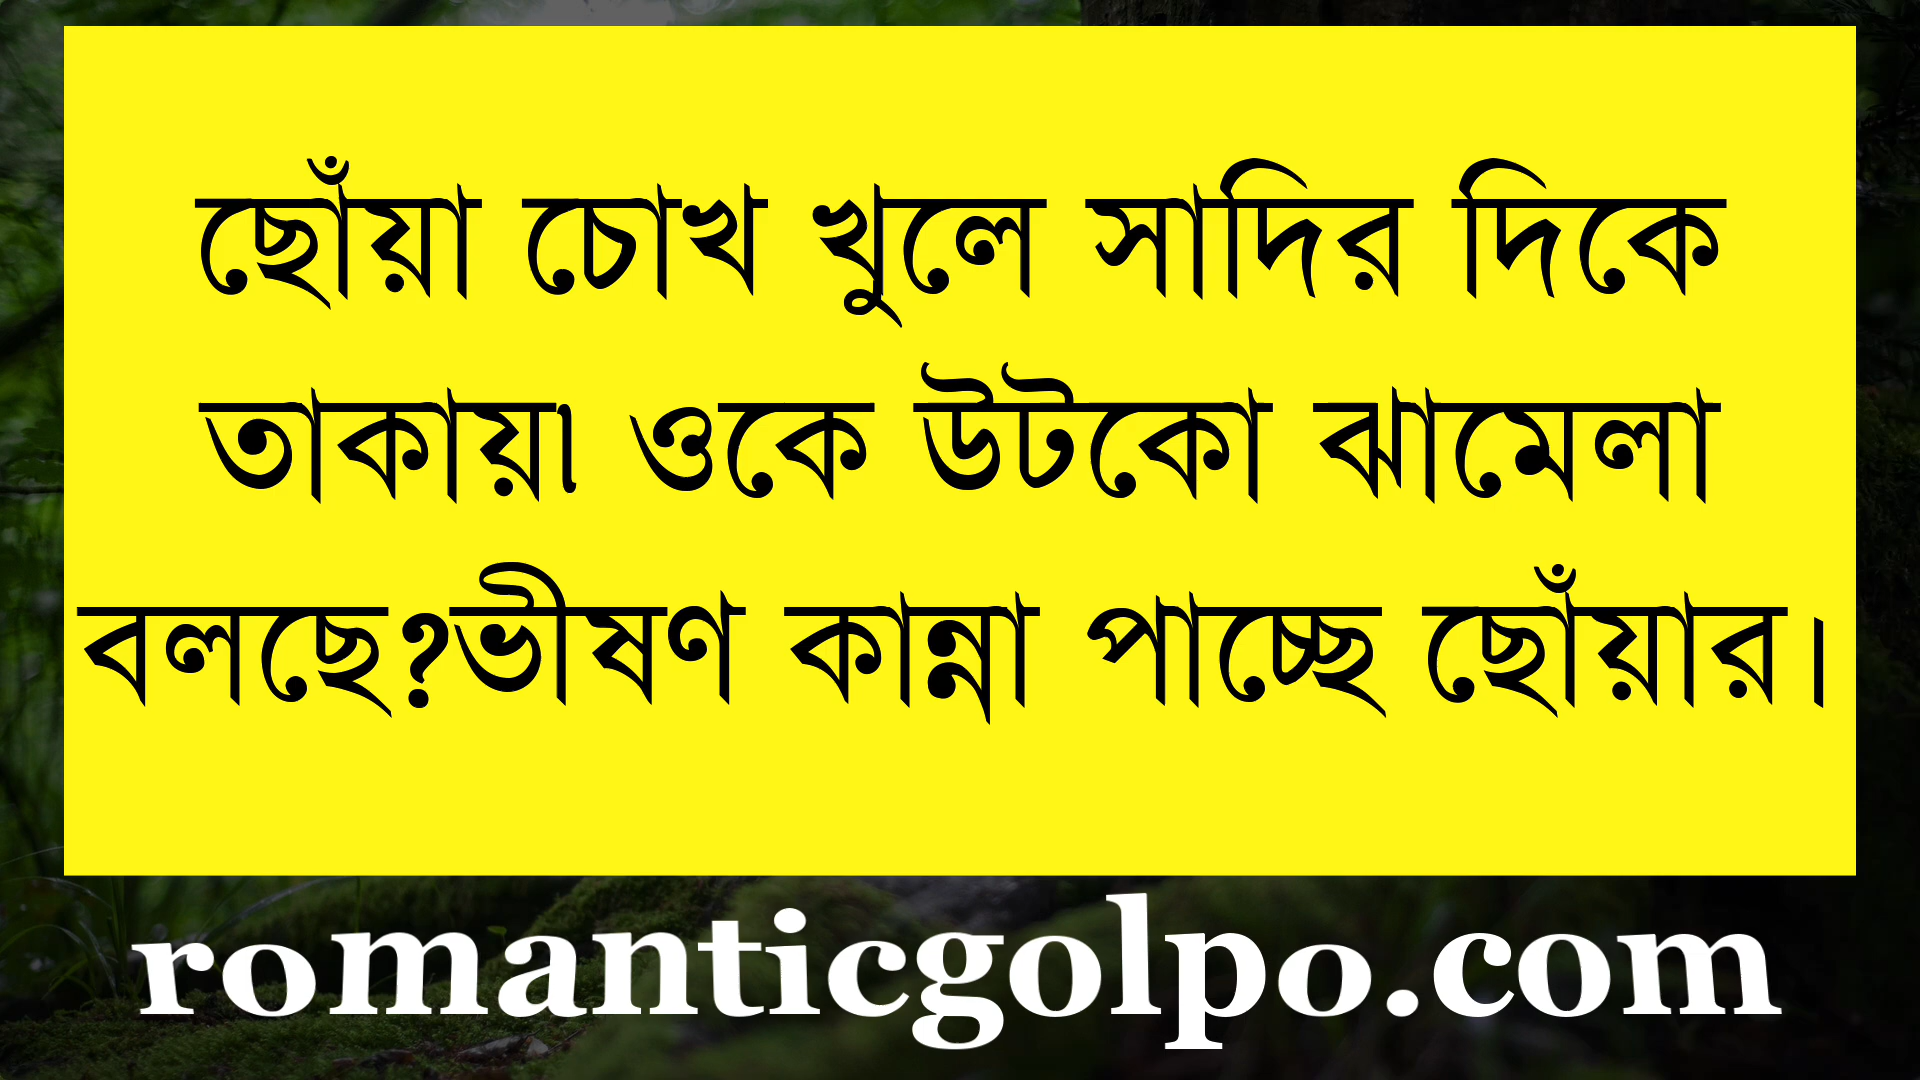 ছোঁয়া চোখ খুলে সাদির দিকে
তাকায়৷ ওকে উটকো ঝামেলা
বলছে?ভীষণ কান্না পাচ্ছে ছোঁয়ার।
romanticgolpo.com